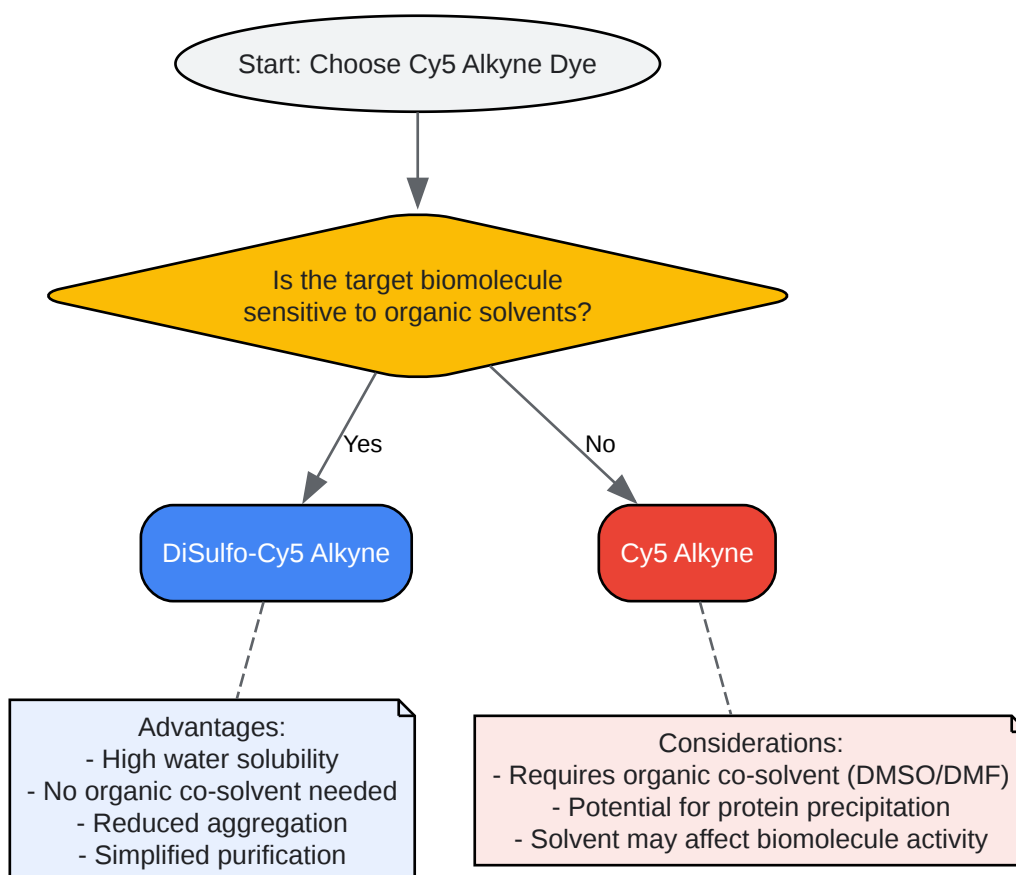 Start: Choose Cy5 Alkyne Dye
Is the target biomolecule
sensitive to organic solvents?
Yes
No
DiSulfo-Cy5 Alkyne
Cy5 Alkyne
Advantages:
- High water solubility
- No organic co-solvent needed
- Reduced aggregation
- Simplified purification
Considerations:
- Requires organic co-solvent (DMSO/DMF)
- Potential for protein precipitation
- Solvent may affect biomolecule activity